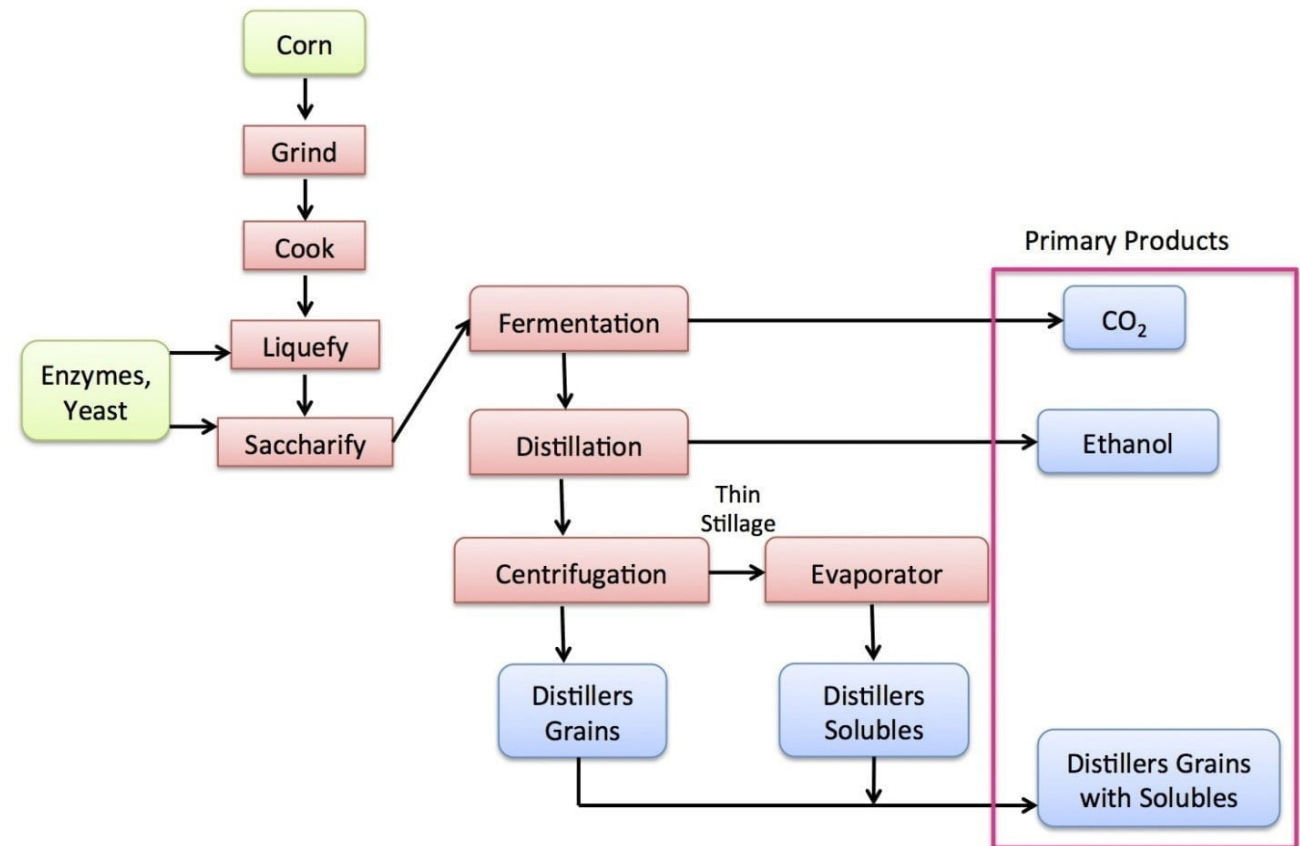 Corn
Grind
Cook
Liquefy
Enzymes,
Yeast
Saccharify
Fermentation
Distillation
Centrifugation
Thin
Stillage
Evaporator
Distillers
Grains
Distillers
Solubles
Primary Products
CO₂
Ethanol
Distillers Grains
with Solubles